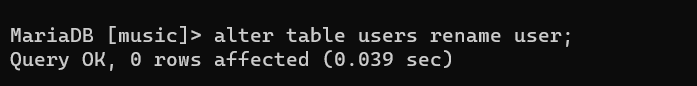 MariaDB [music]> alter table users rename user;
Query OK, 0 rows affected (0.039 sec)